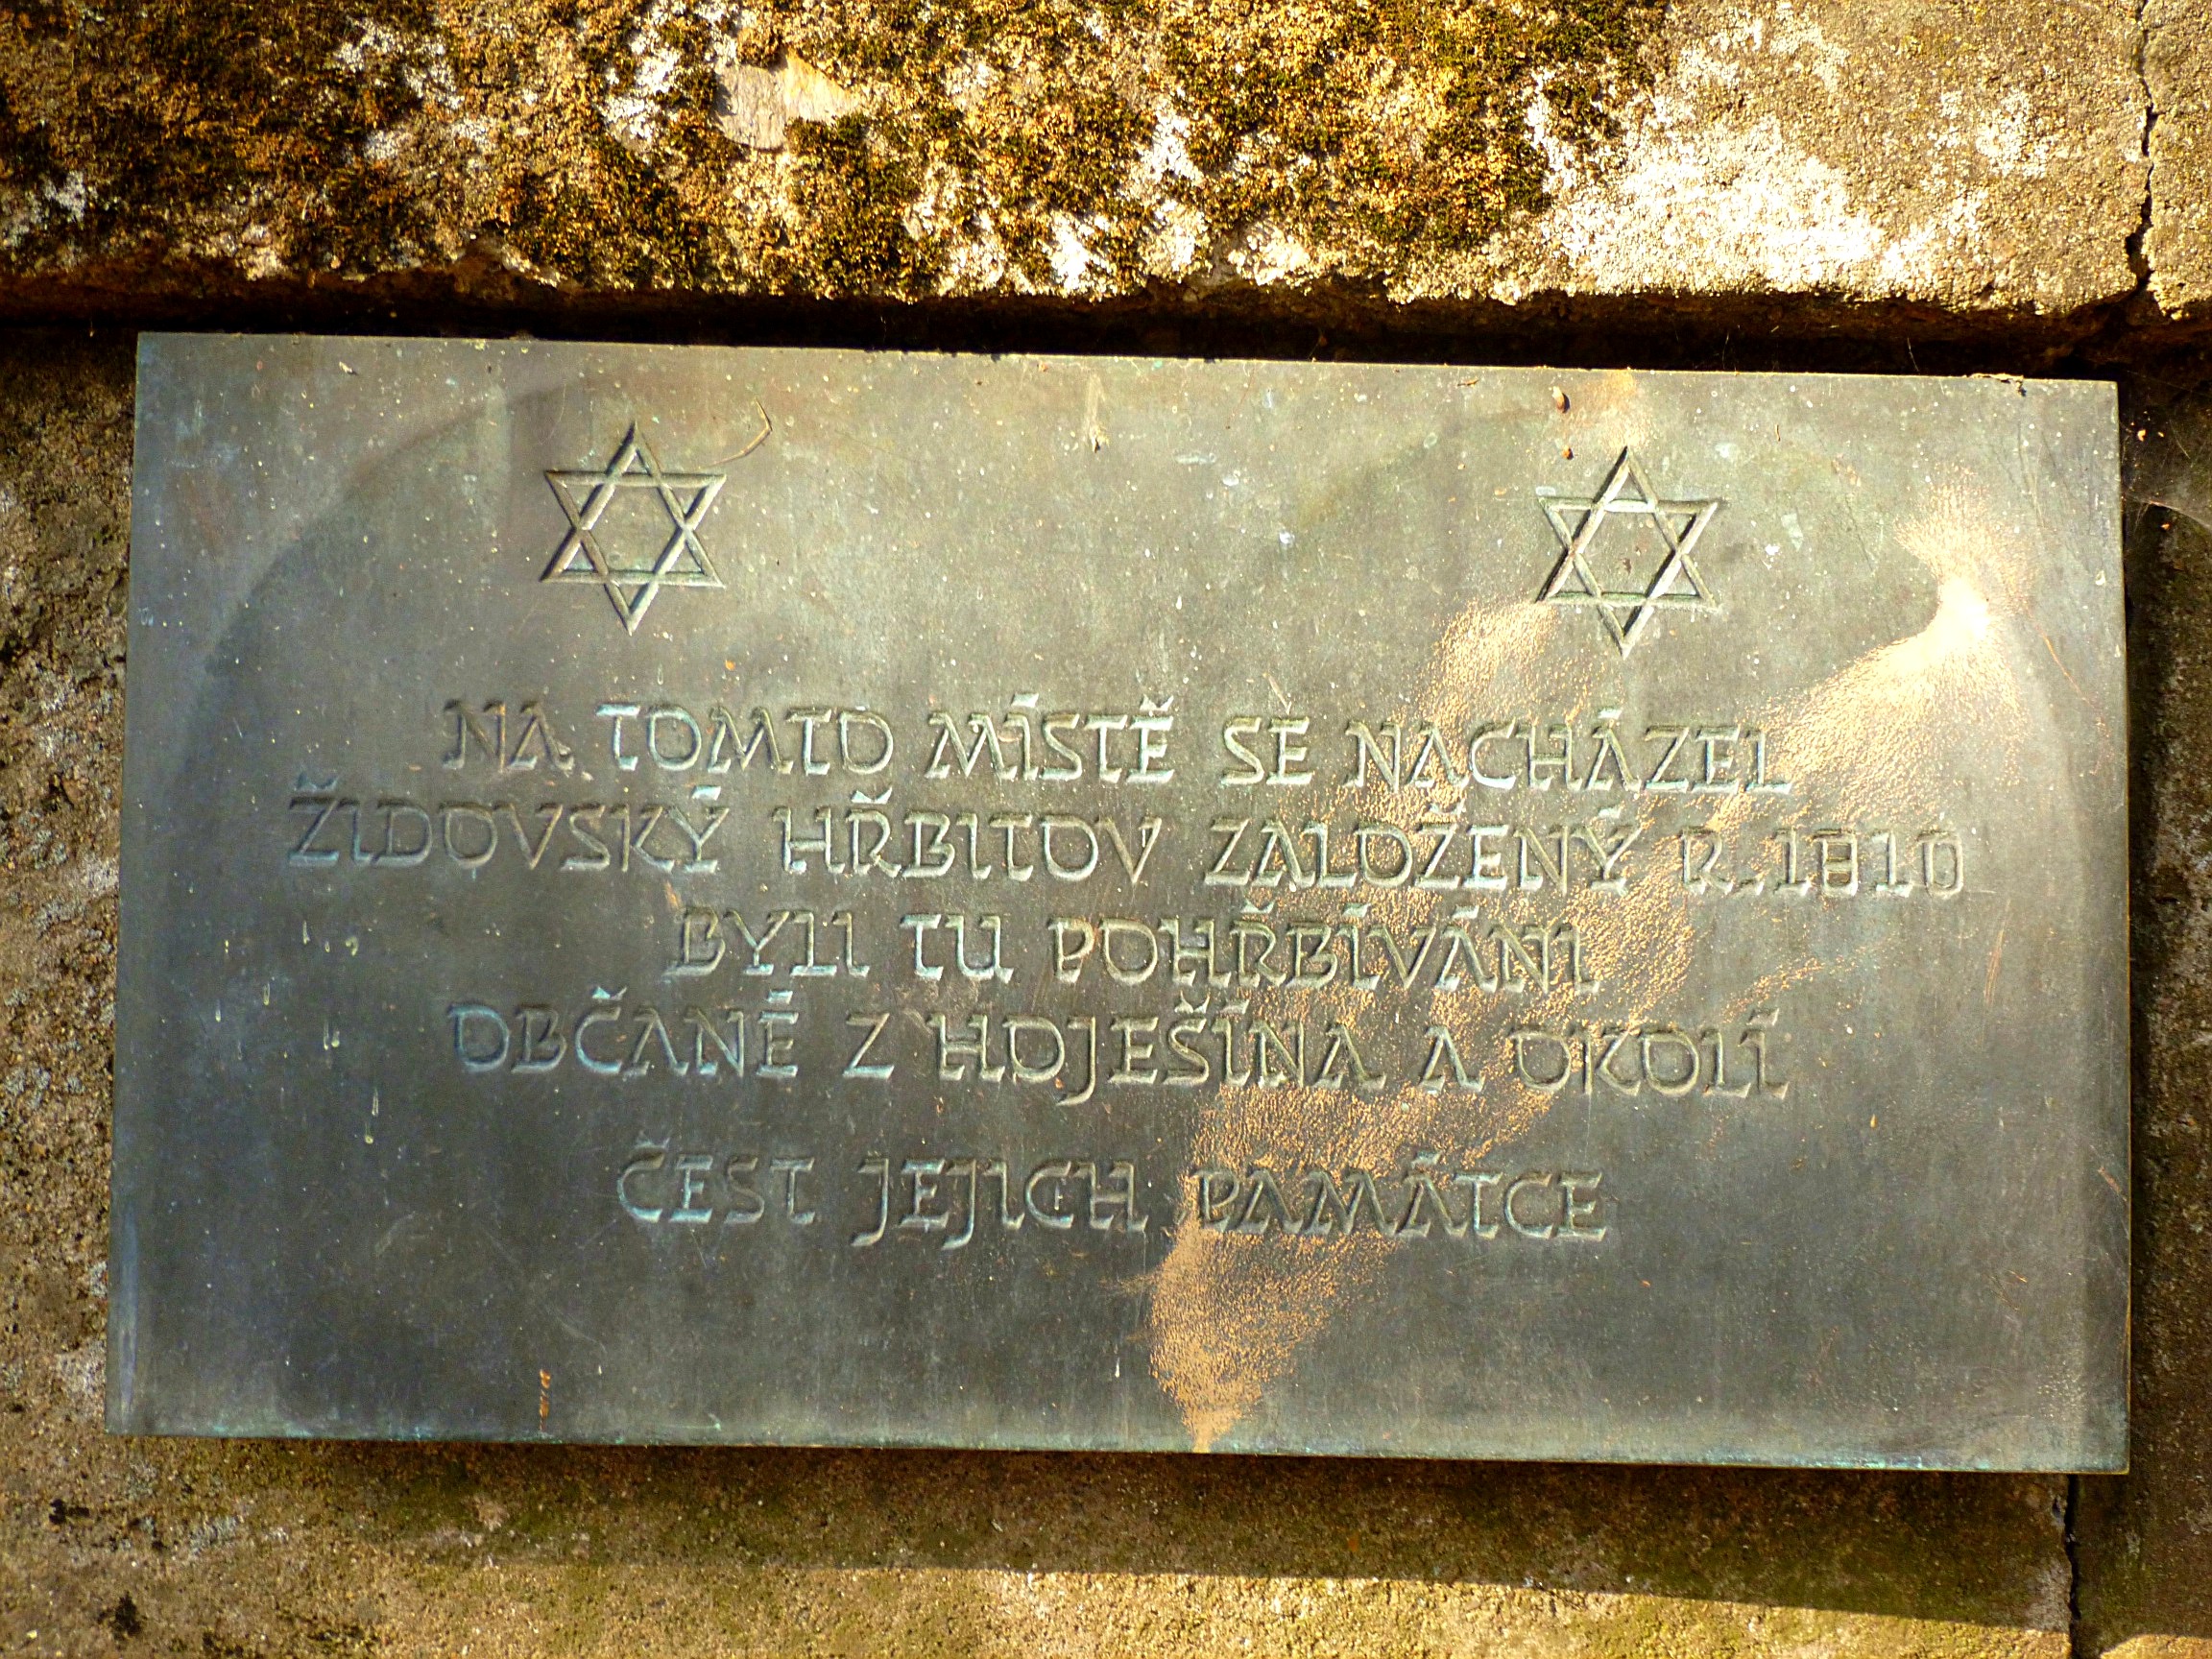 NA TOMTO MÍSTĚ SE NACHÁZEL
ŽIDOVSKÝ HŘBITOV ZALOŽENÝ R. 1810
BYLI TU POHŘBÍVÁNI
OBČANÉ Z HOJEŠÍNA A OKOLÍ
ČEST JEJICH PAMÁTCE